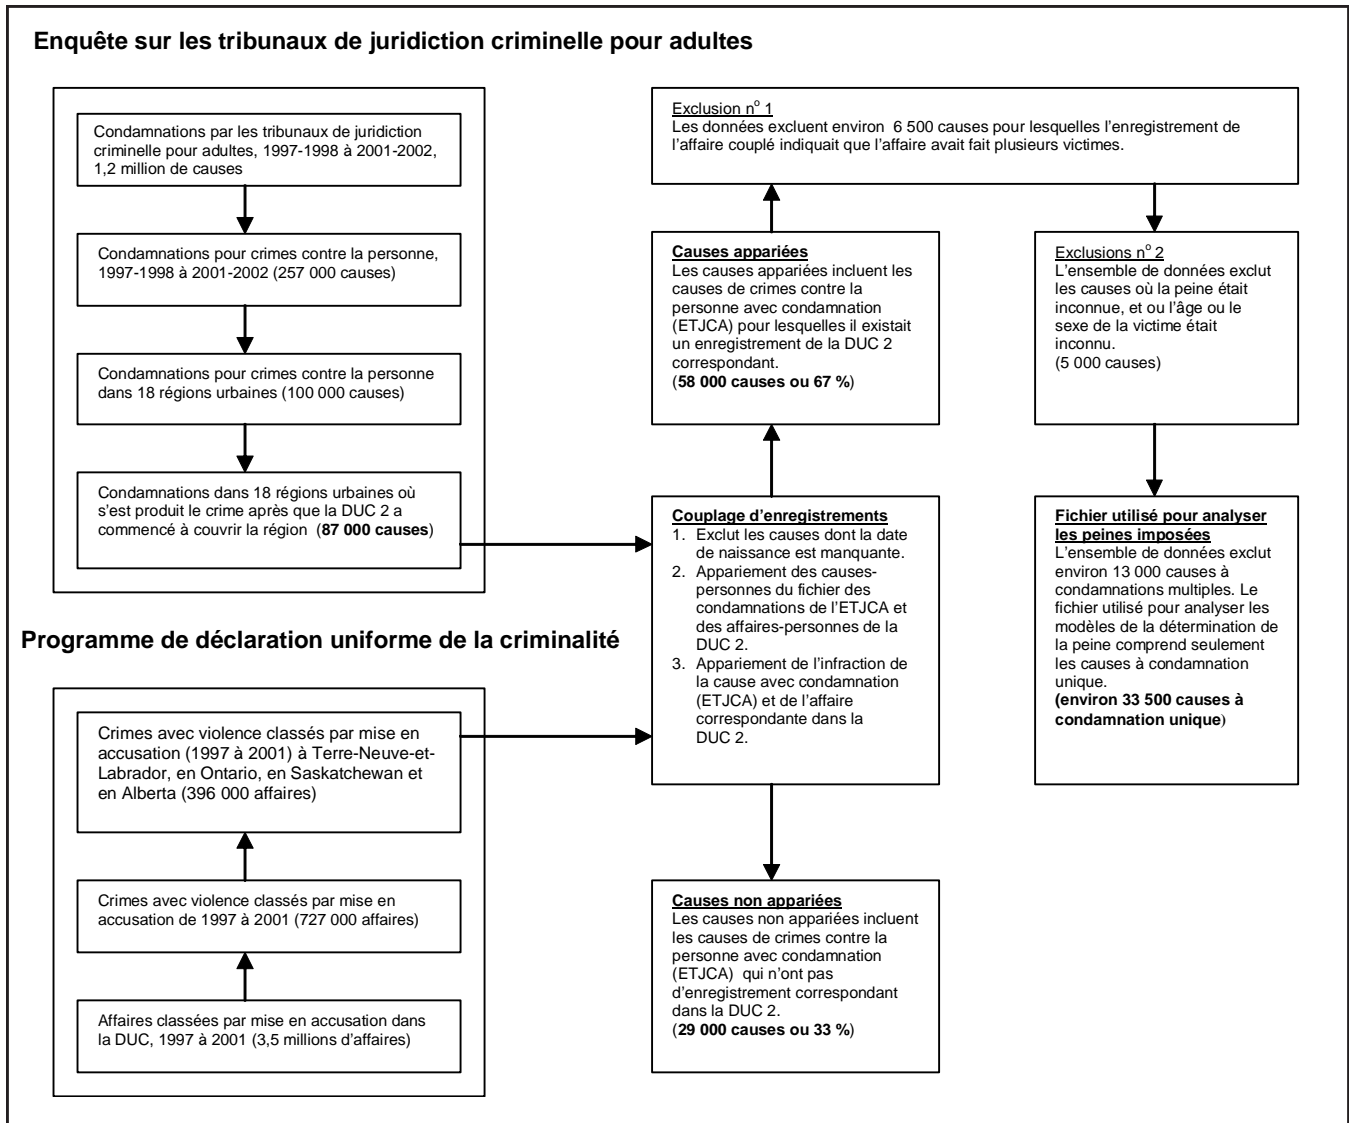 Enquête sur les tribunaux de juridiction criminelle pour adultes
Condamnations par les tribunaux de juridiction
criminelle pour adultes, 1997-1998 à 2001-2002,
1,2 million de causes
Condamnations pour crimes contre la personne,
1997-1998 à 2001-2002 (257 000 causes)
Condamnations pour crimes contre la personne
dans 18 régions urbaines (100 000 causes)
Condamnations dans 18 régions urbaines où
s'est produit le crime après que la DUC 2 a
commencé à couvrir la région (87 000 causes)
Programme de déclaration uniforme de la criminalité
Crimes avec violence classés par mise en
accusation (1997 à 2001) à Terre-Neuve-et-
Labrador, en Ontario, en Saskatchewan et
en Alberta (396 000 affaires)
Crimes avec violence classés par mise en
accusation de 1997 à 2001 (727 000 affaires)
Affaires classées par mise en accusation dans
la DUC, 1997 à 2001 (3,5 millions d'affaires)
Exclusion nº 1
Les données excluent environ 6 500 causes pour lesquelles l'enregistrement de
l'affaire couplé indiquait que l'affaire avait fait plusieurs victimes.
Causes appariées
Les causes appariées incluent les
causes de crimes contre la
personne avec condamnation
(ETJCA) pour lesquelles il existait
un enregistrement de la DUC 2
correspondant.
(58 000 causes ou 67 %)
Couplage d'enregistrements
1. Exclut les causes dont la date
de naissance est manquante.
2. Appariement des causes-
personnes du fichier des
condamnations de l'ETJCA et
des affaires-personnes de la
DUC 2.
3. Appariement de l'infraction de
la cause avec condamnation
(ETJCA) et de l'affaire
correspondante dans la
DUC 2.
Causes non appariées
Les causes non appariées incluent
les causes de crimes contre la
personne avec condamnation
(ETJCA) qui n'ont pas
d'enregistrement correspondant
dans la DUC 2.
(29 000 causes ou 33 %)
Exclusions nº 2
L'ensemble de données exclut
les causes où la peine était
inconnue, et ou l'âge ou le
sexe de la victime était
inconnu.
(5 000 causes)
Fichier utilisé pour analyser
les peines imposées
L'ensemble de données exclut
environ 13 000 causes à
condamnations multiples. Le
fichier utilisé pour analyser les
modèles de la détermination de
la peine comprend seulement
les causes à condamnation
unique.
(environ 33 500 causes à
condamnation unique)